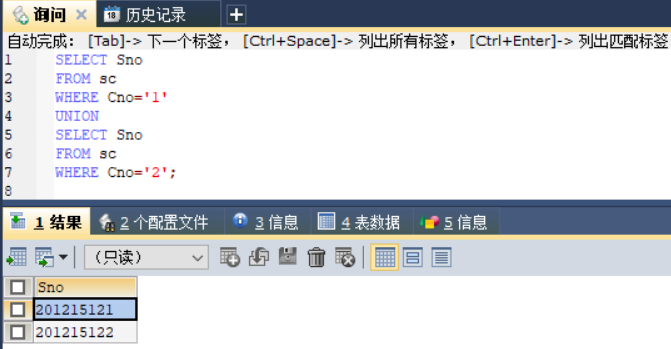 询问 历史记录
自动完成： [Tab]-> 下一个标签， [Ctrl+Space]-> 列出所有标签， [Ctrl+Enter]-> 列出匹配标签
1 SELECT Sno
2 FROM sc
3 WHERE Cno='1'
4 UNION
5 SELECT Sno
6 FROM sc
7 WHERE Cno='2';
8
1 结果 2 个配置文件 3 信息 4 表数据 5 信息
（只读）
Sno
201215121
201215122